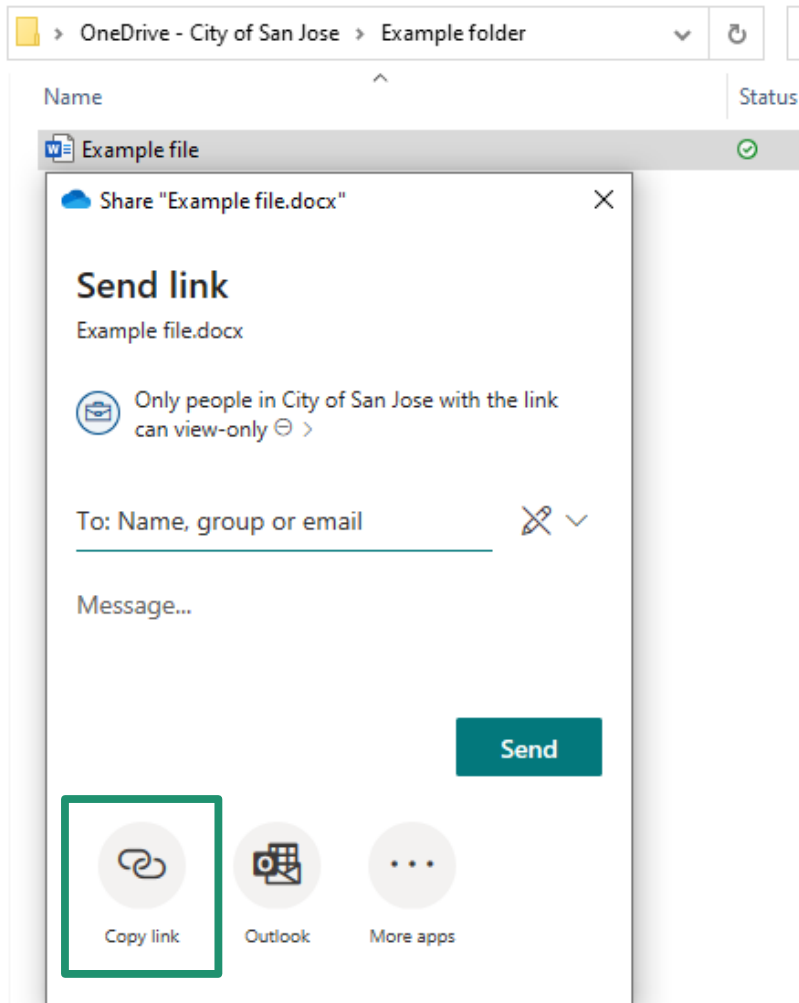 OneDrive - City of San Jose > Example folder
Name
Status
Example file
Share "Example file.docx"
Send link
Example file.docx
Only people in City of San Jose with the link
can view-only
To: Name, group or email
Message...
Send
Copy link
Outlook
More apps